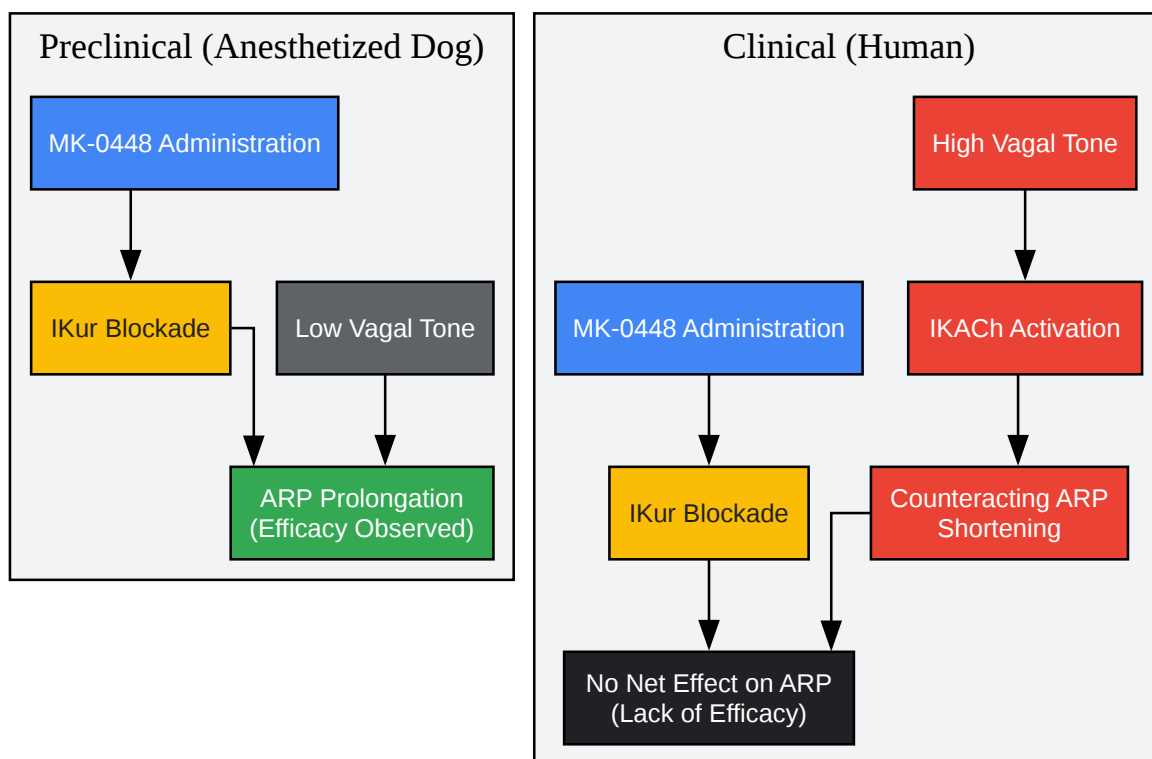 Preclinical (Anesthetized Dog)
MK-0448 Administration
IKur Blockade
Low Vagal Tone
ARP Prolongation
(Efficacy Observed)
Clinical (Human)
High Vagal Tone
MK-0448 Administration
IKACh Activation
IKur Blockade
Counteracting ARP
Shortening
No Net Effect on ARP
(Lack of Efficacy)